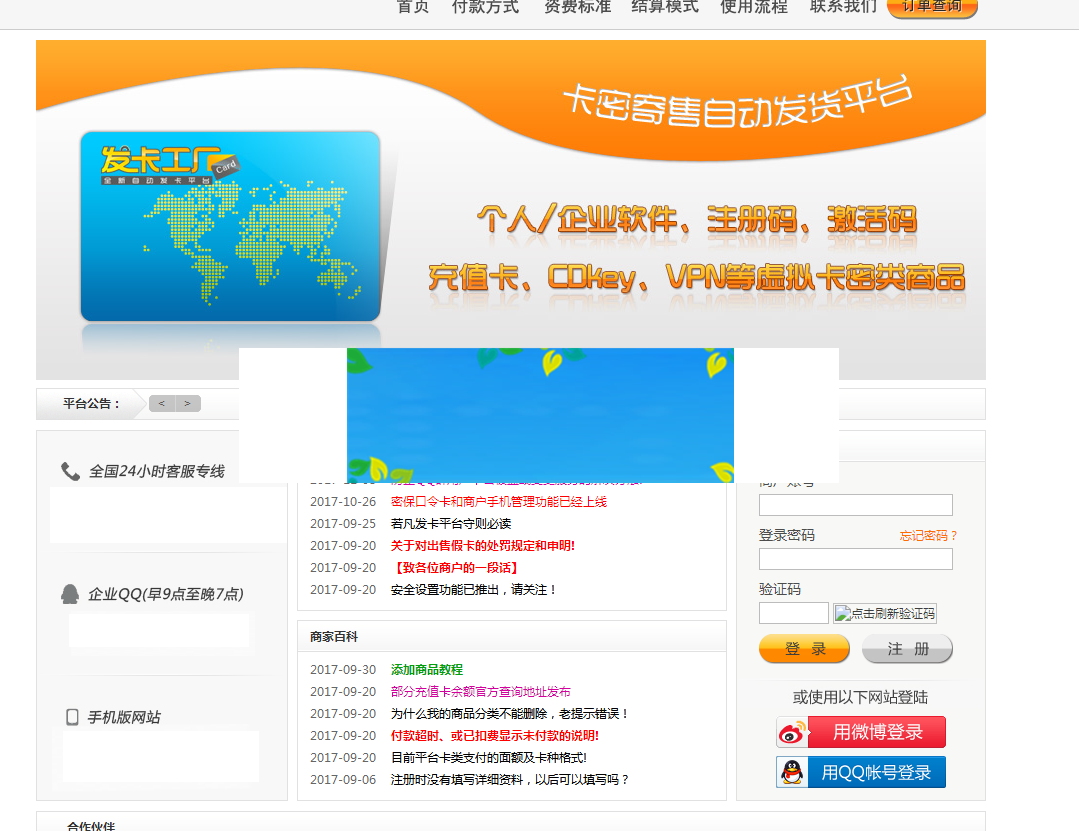 首页 付款方式 资费标准 结算模式 使用流程 联系我们 订单查询
卡密寄售自动发货平台
发卡工厂 Card
全新自动发卡平台
个人/企业软件、注册码、激活码
充值卡、CDkey、VPN等虚拟卡密类商品
平台公告： < >
全国24小时客服专线
企业QQ(早9点至晚7点)
手机版网站
2017-10-26 密保口令卡和商户手机管理功能已经上线
2017-09-25 若凡发卡平台守则必读
2017-09-20 关于对出售假卡的处罚规定和申明!
2017-09-20 【致各位商户的一段话】
2017-09-20 安全设置功能已推出，请关注！
商家百科
2017-09-30 添加商品教程
2017-09-20 部分充值卡余额官方查询地址发布
2017-09-20 为什么我的商品分类不能删除，老提示错误！
2017-09-20 付款超时、或已扣费显示未付款的说明!
2017-09-20 目前平台卡类支付的面额及卡种格式!
2017-09-06 注册时没有填写详细资料，以后可以填写吗？
商户账号
登录密码 忘记密码？
验证码
点击刷新验证码
登 录 注 册
或使用以下网站登陆
用微博登录
用QQ帐号登录
合作伙伴